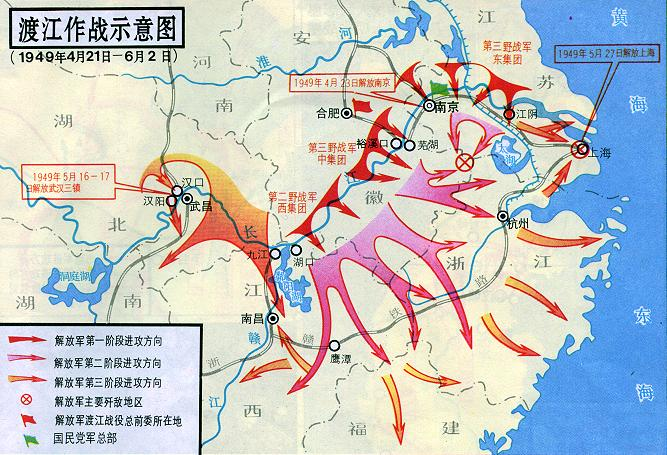 渡江作战示意图
(1949年4月21日—6月2日)
江
黄
海
苏
安
河
淮
河
南
第三野战军
东集团
1949年5月27日解放上海
1949年4月23日解放南京
合肥
南京
江阴
湖
裕溪口
芜湖
太湖
上海
第三野战军
中集团
江
1949年5月16-17
日解放武汉三镇
汉口
汉阳
武昌
第二野战军
西集团
徽
北
长
杭州
九江
湖口
浙
江
洞庭湖
鄱阳湖
湖
南
江
南昌
赣
浙
赣
铁
路
鹰潭
东
海
江
西
福
建
解放军第一阶段进攻方向
解放军第二阶段进攻方向
解放军第三阶段进攻方向
解放军主要解放地区
解放军渡江战役总前委所在地
国民党军总部